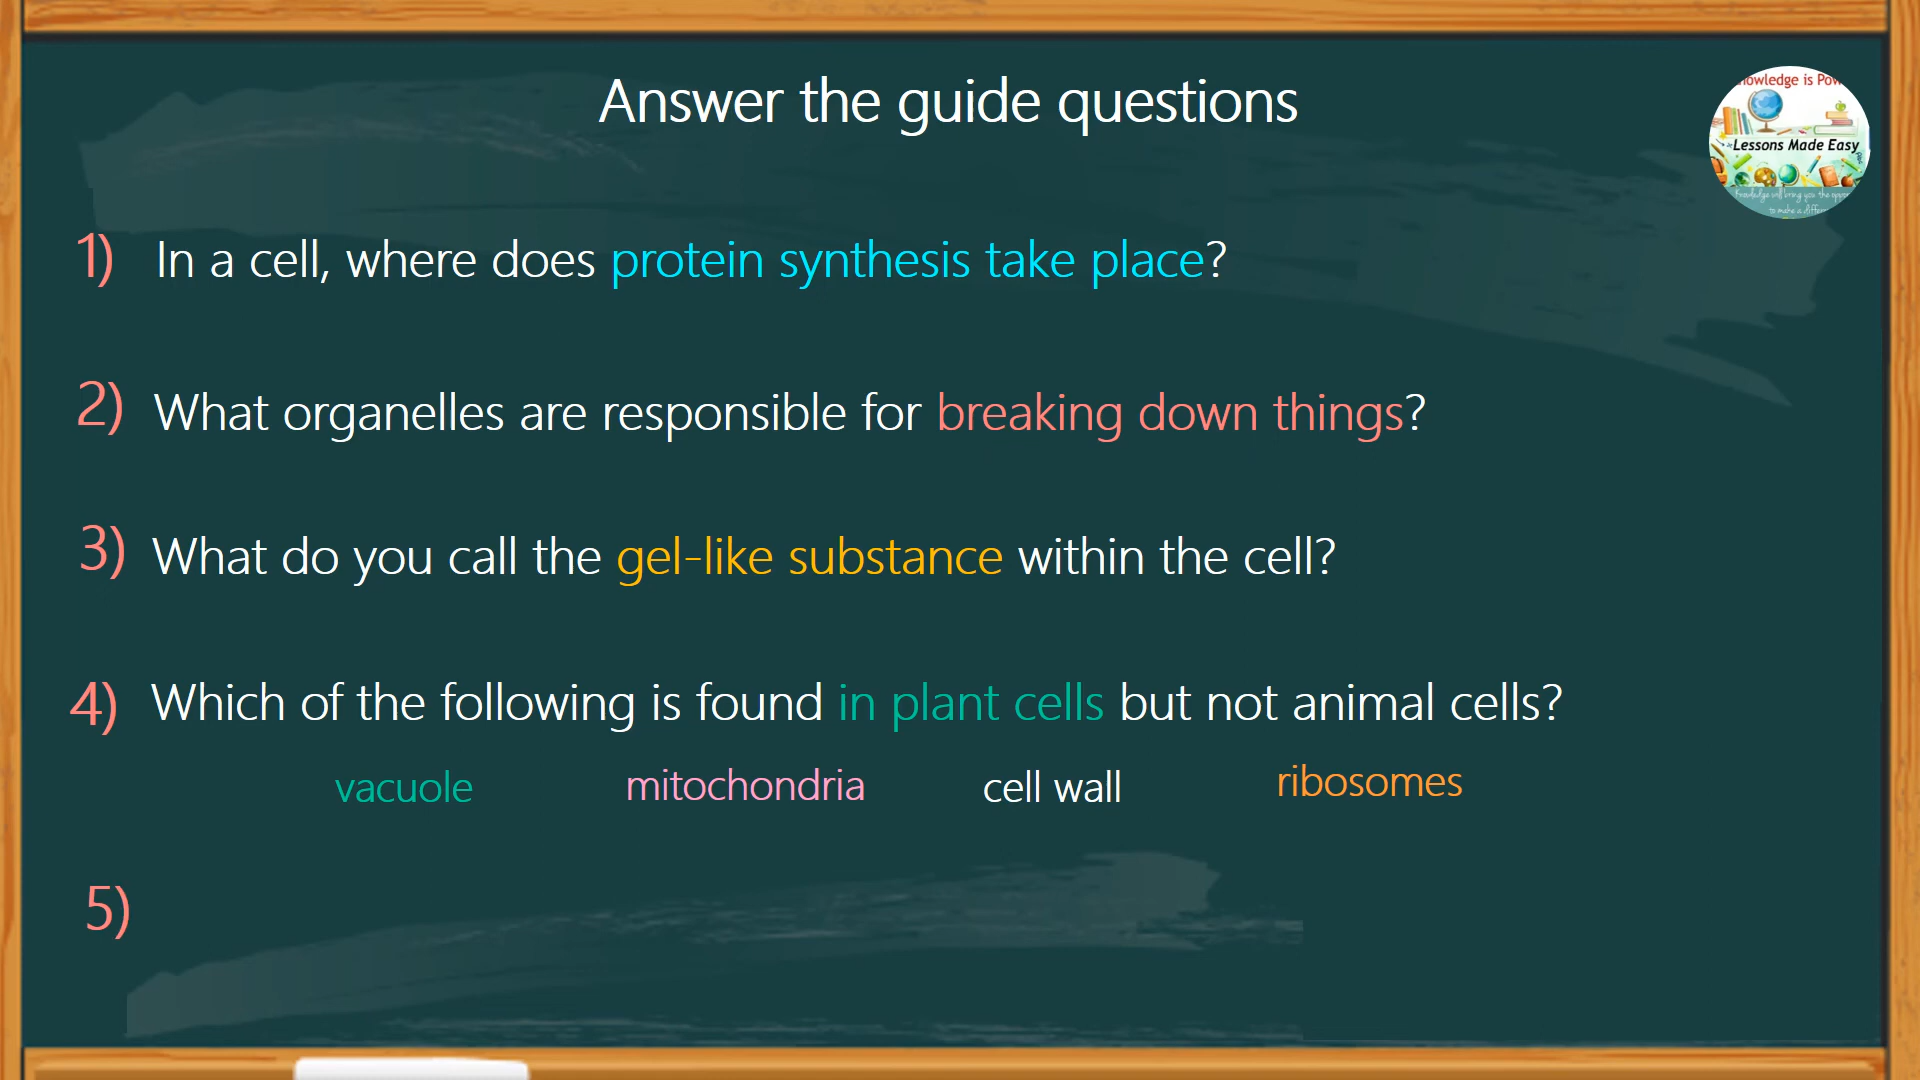 Answer the guide questions
nowledge is Pow
Lessons Made Easy
1) In a cell, where does protein synthesis take place?
2) What organelles are responsible for breaking down things?
3) What do you call the gel-like substance within the cell?
4) Which of the following is found in plant cells but not animal cells?
vacuole mitochondria cell wall ribosomes
5)